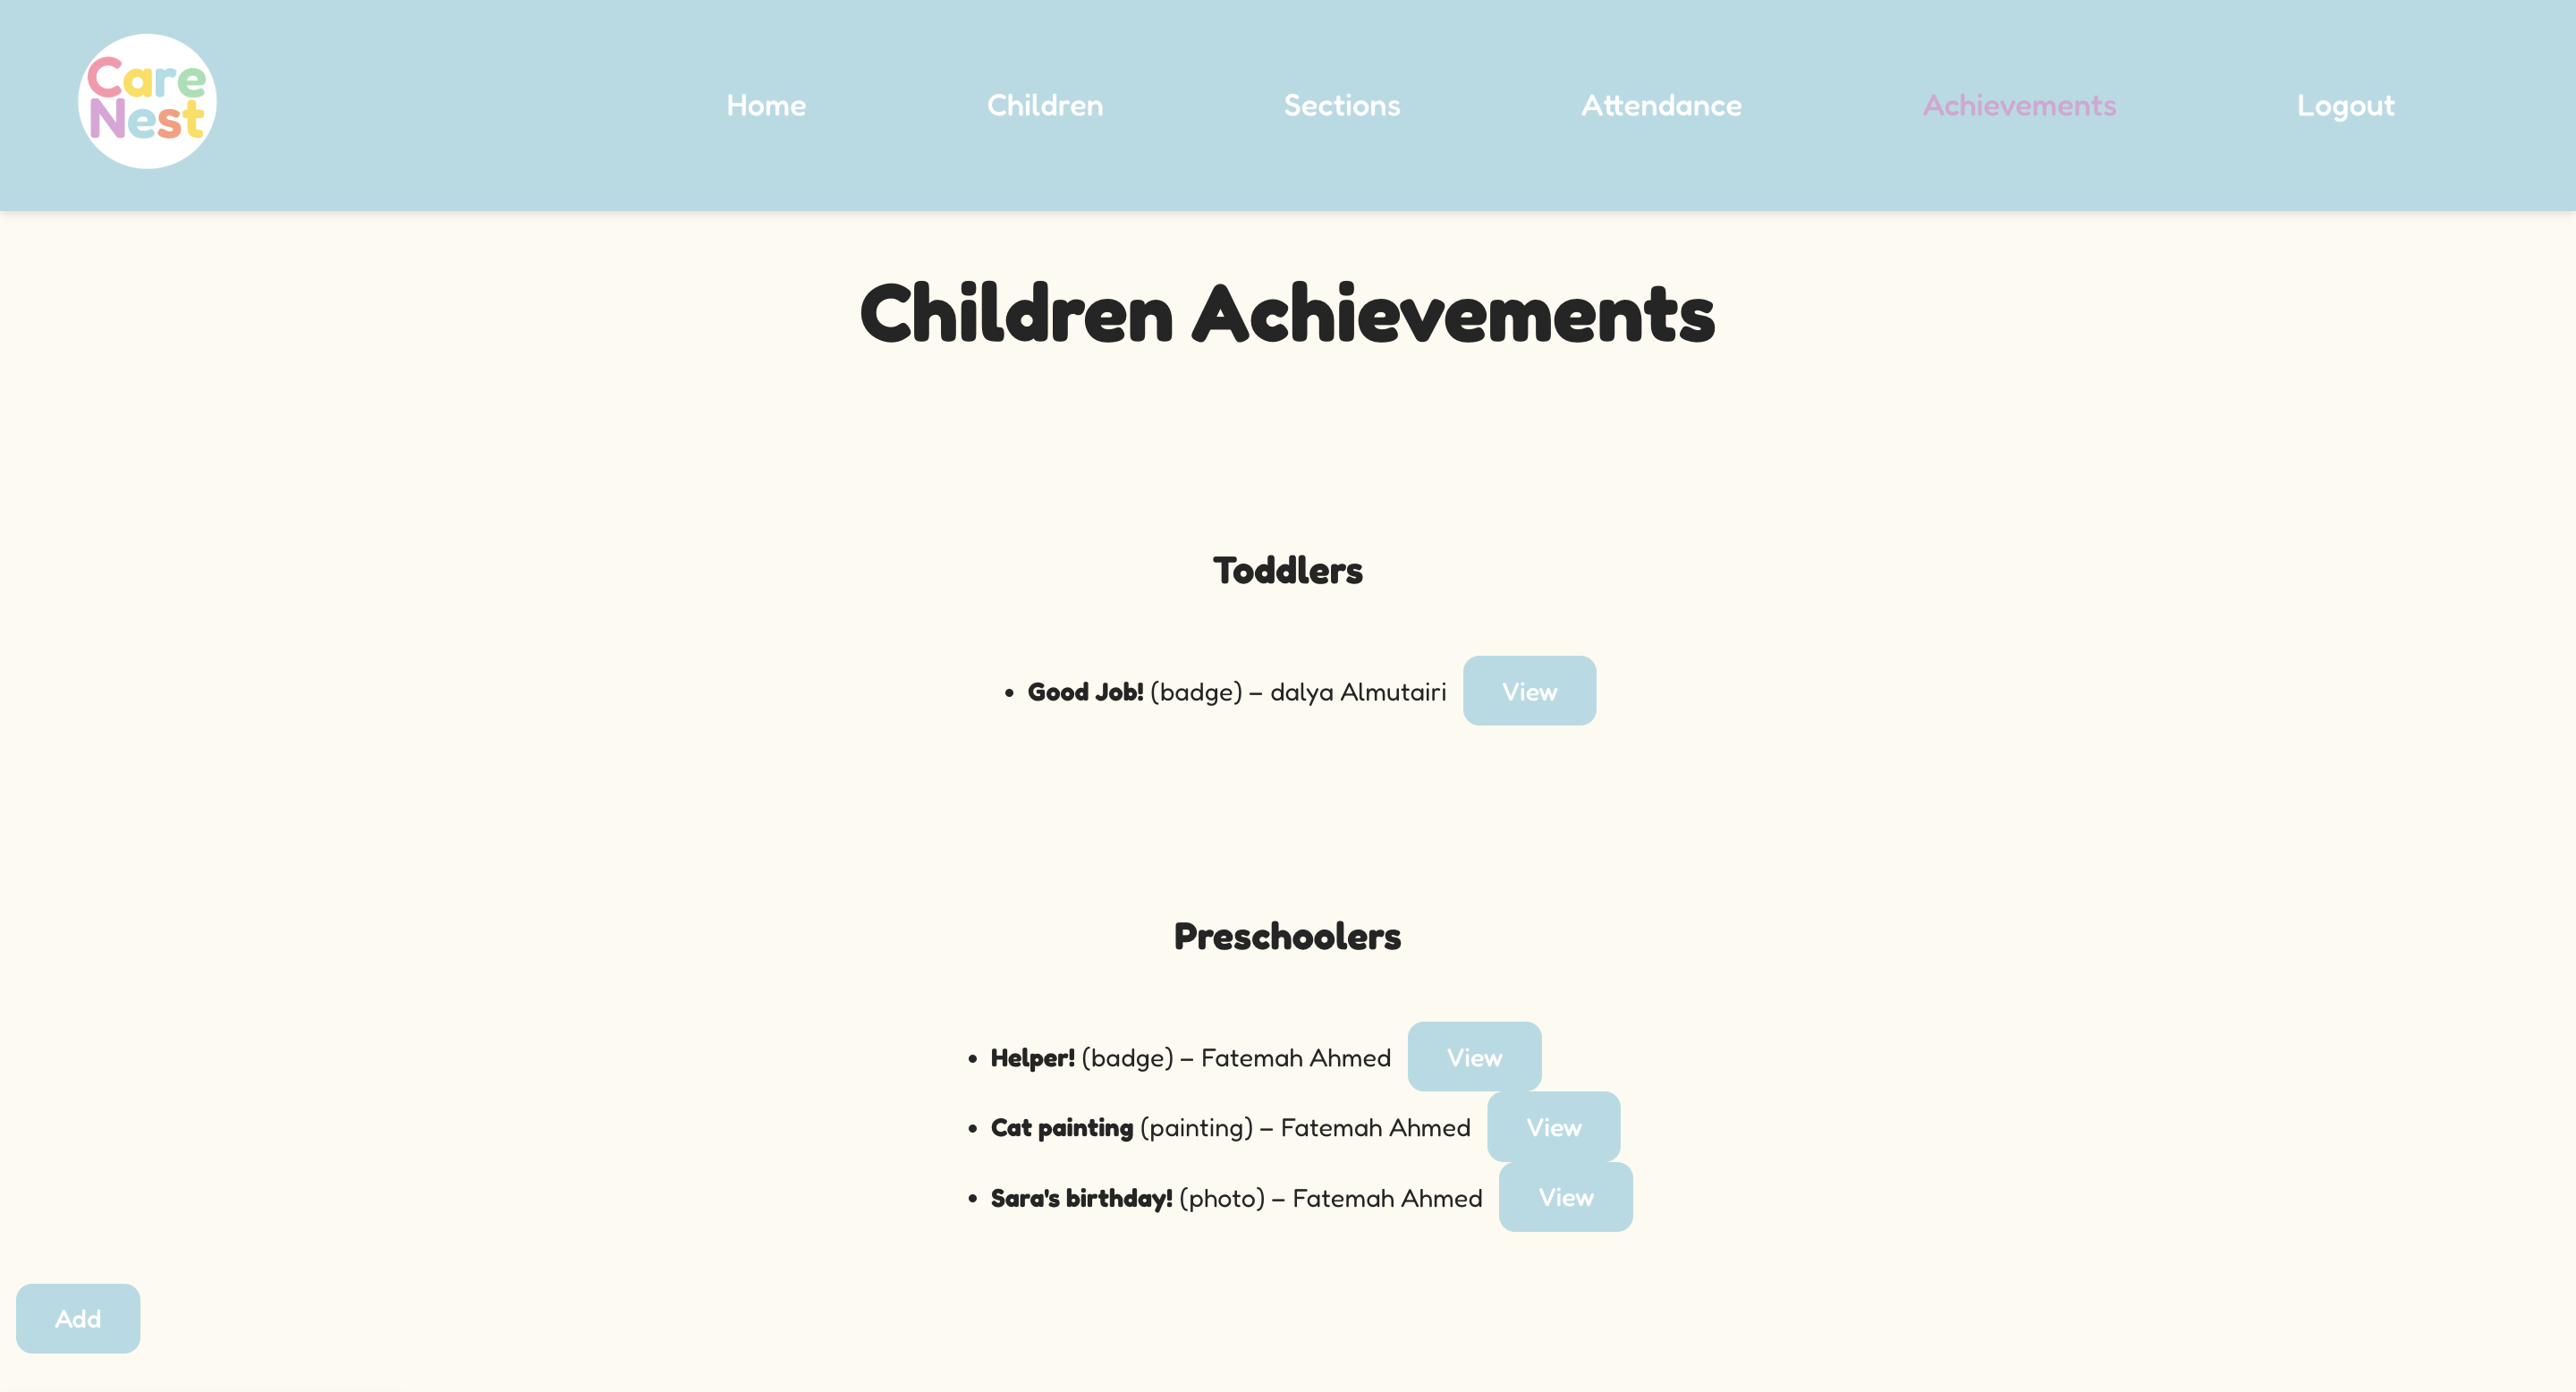 Care
Nest
Home Children Sections Attendance Achievements Logout
Children Achievements
Toddlers
• Good Job! (badge) – dalya Almutairi View
Preschoolers
• Helper! (badge) – Fatemah Ahmed View
• Cat painting (painting) – Fatemah Ahmed View
• Sara's birthday! (photo) – Fatemah Ahmed View
Add